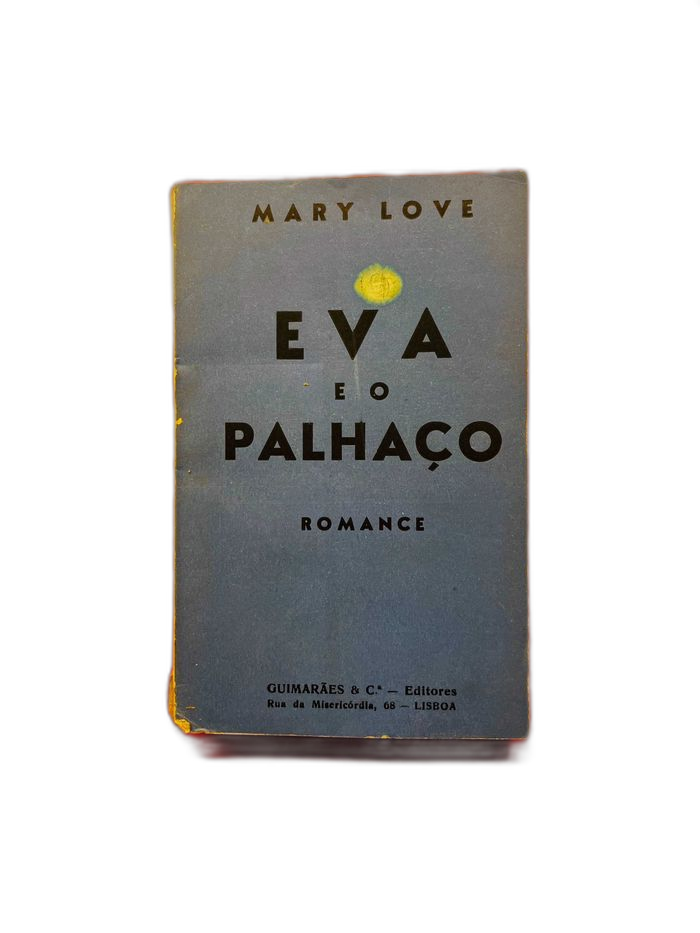 MARY LOVE
EVA
E O
PALHAÇO
ROMANCE
GUIMARÃES & C.ª — Editores
Rua da Misericórdia, 68 — LISBOA